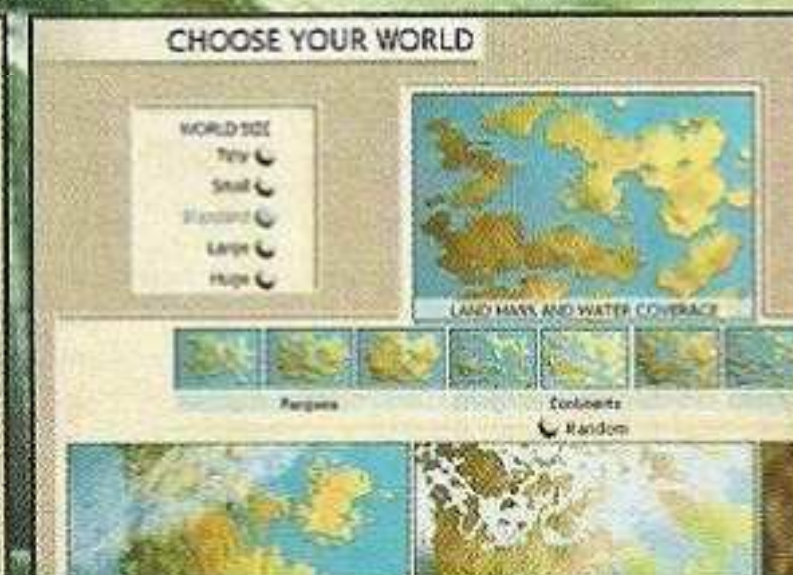 CHOOSE YOUR WORLD
WORLD SIZE
Tiny
Small
Standard
Large
Huge
LAND MASS AND WATER COVERAGE
Pangaea
Continents
Random